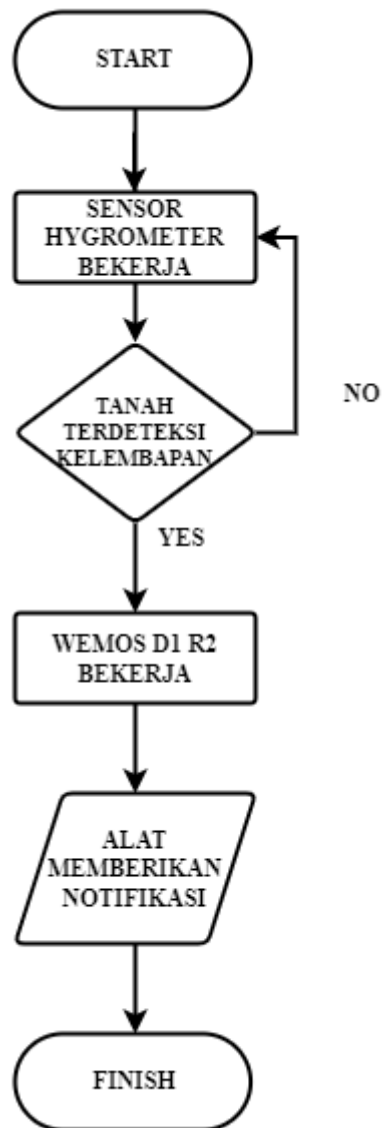 START
SENSOR
HYGROMETER
BEKERJA
TANAH
TERDETEKSI
KELEMBAPAN
NO
YES
WEMOS D1 R2
BEKERJA
ALAT
MEMBERIKAN
NOTIFIKASI
FINISH